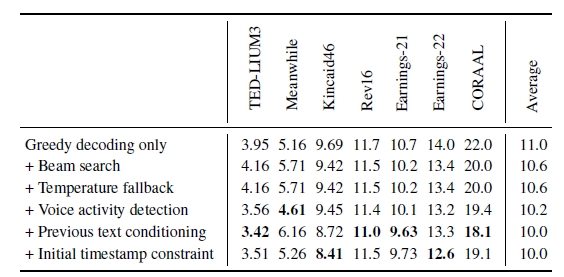 TED-LIUM3 Meanwhile Kincaid46 Rev16 Earnings-21 Earnings-22 CORAAL Average
Greedy decoding only 3.95 5.16 9.69 11.7 10.7 14.0 22.0 11.0
+ Beam search 4.16 5.71 9.42 11.5 10.2 13.4 20.0 10.6
+ Temperature fallback 4.16 5.71 9.42 11.5 10.2 13.4 20.0 10.6
+ Voice activity detection 3.56 4.61 9.45 11.4 10.1 13.2 19.4 10.2
+ Previous text conditioning 3.42 6.16 8.72 11.0 9.63 13.3 18.1 10.0
+ Initial timestamp constraint 3.51 5.26 8.41 11.5 9.73 12.6 19.1 10.0